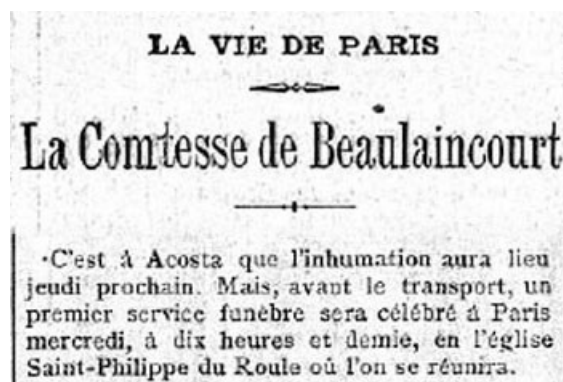 LA VIE DE PARIS
La Comtesse de Beaulaincourt
C'est à Acosta que l'inhumation aura lieu
jeudi prochain. Mais, avant le transport, un
premier service funèbre sera célébré à Paris
mercredi, à dix heures et demie, en l'église
Saint-Philippe du Roule où l'on se réunira.